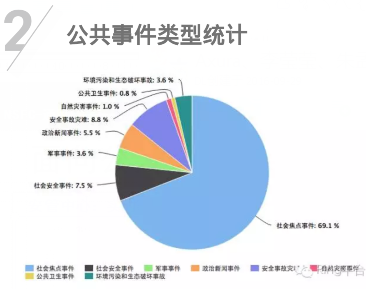 2
公共事件类型统计
环境污染和生态破坏事故: 3.6 %
公共卫生事件: 0.8 %
自然灾害事件: 1.0 %
安全事故灾难: 8.8 %
政治新闻事件: 5.5 %
军事事件: 3.6 %
社会安全事件: 7.5 %
社会焦点事件: 69.1 %
社会焦点事件 社会安全事件 军事事件 政治新闻事件 安全事故灾难 自然灾害事件
公共卫生事件 环境污染和生态破坏事故